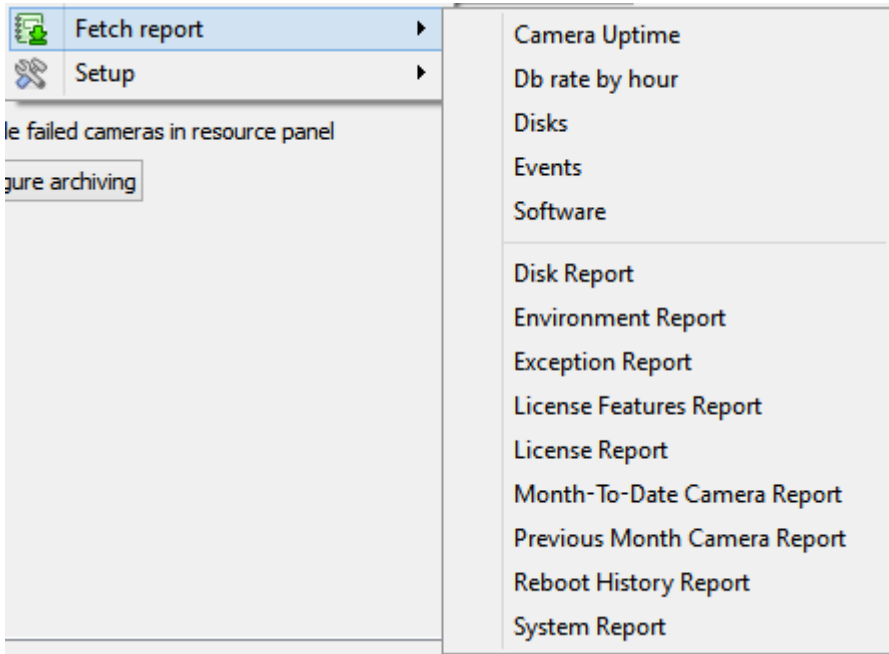 Fetch report
Setup
le failed cameras in resource panel
gure archiving
Camera Uptime
Db rate by hour
Disks
Events
Software
Disk Report
Environment Report
Exception Report
License Features Report
License Report
Month-To-Date Camera Report
Previous Month Camera Report
Reboot History Report
System Report